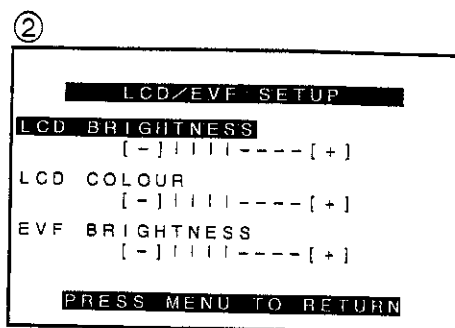 ②
LCD/EVF SETUP
LCD BRIGHTNESS
[-]||||----[+]
LCD COLOUR
[-]||||----[+]
EVF BRIGHTNESS
[-]||||----[+]
PRESS MENU TO RETURN